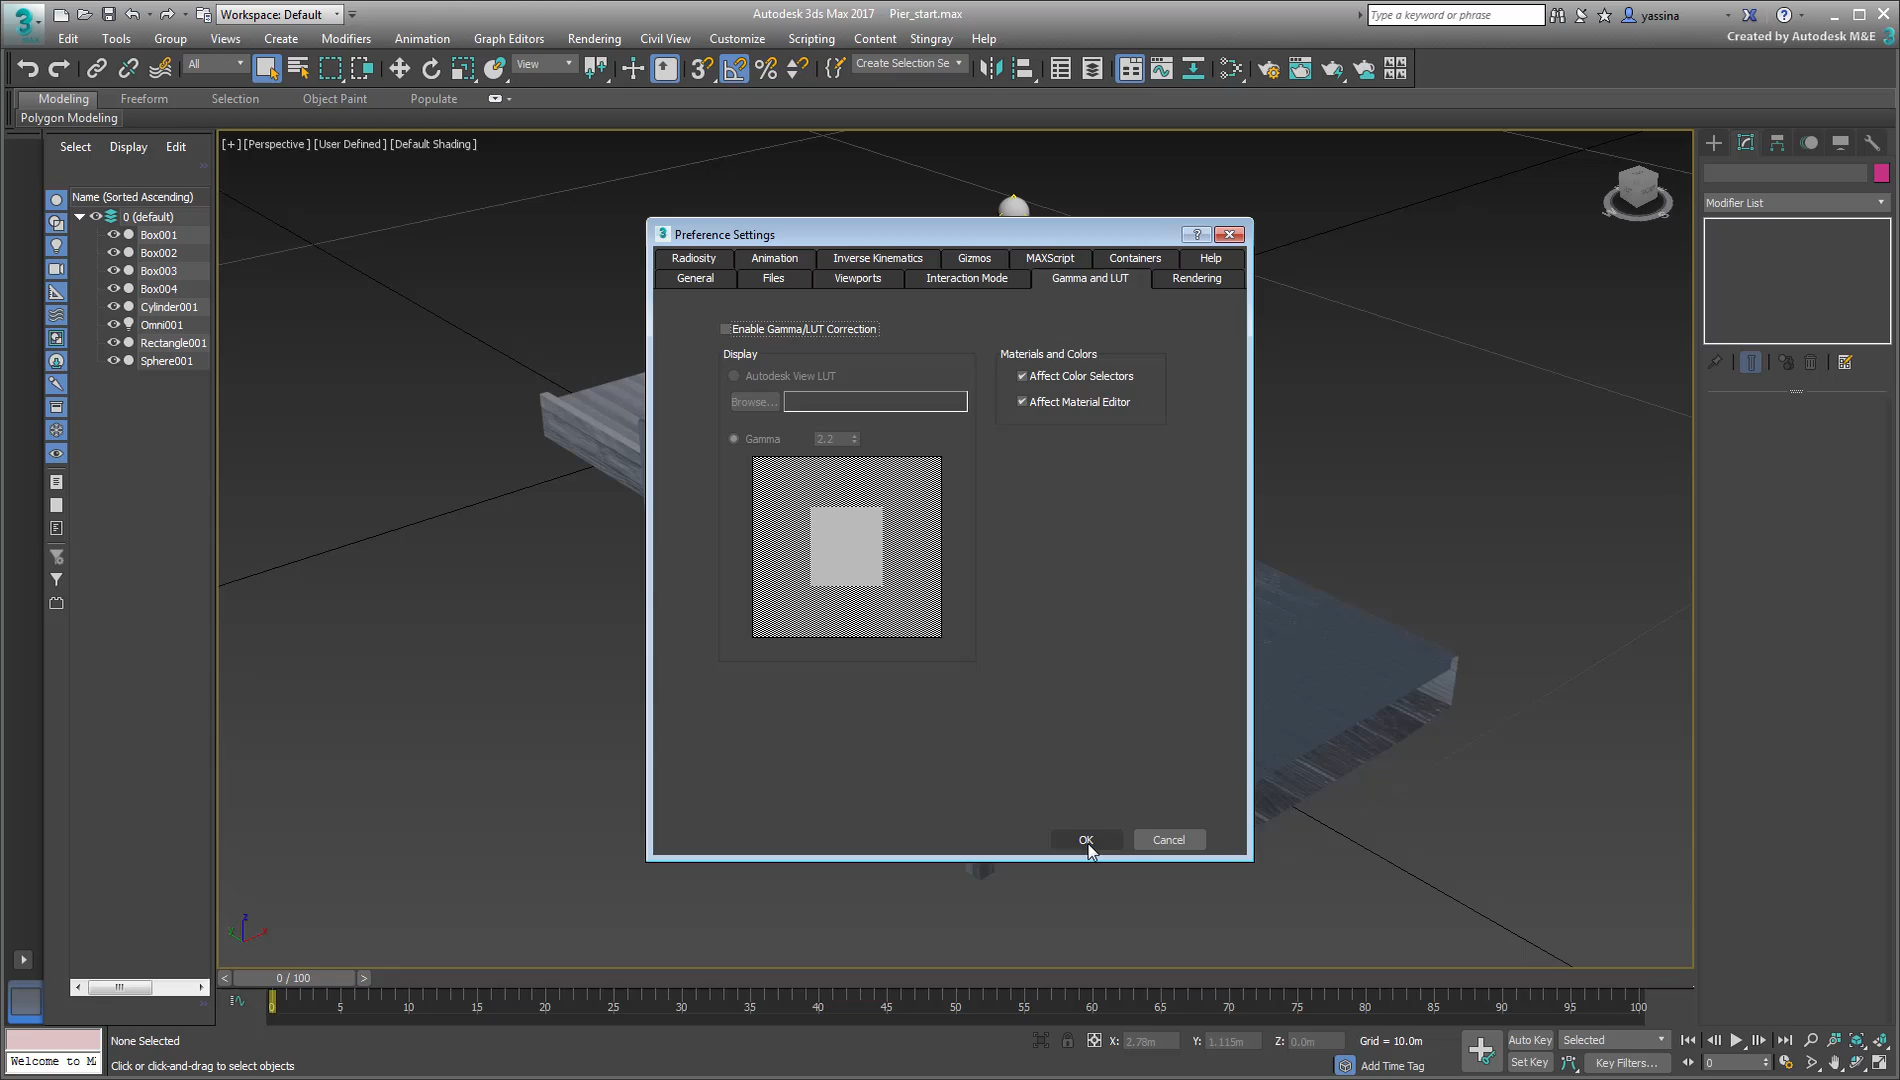 Workspace: Default
Autodesk 3ds Max 2017 Pier_start.max
Type a keyword or phrase
yassina
Edit Tools Group Views Create Modifiers Animation Graph Editors Rendering Civil View Customize Scripting Content Stingray Help
Created by Autodesk M&E
All
View
Create Selection Se
Modeling Freeform Selection Object Paint Populate
Polygon Modeling
Select Display Edit
[+] [Perspective ] [User Defined ] [Default Shading ]
Name (Sorted Ascending)
0 (default)
Box001
Box002
Box003
Box004
Cylinder001
Omni001
Rectangle001
Sphere001
Modifier List
Preference Settings
Radiosity Animation Inverse Kinematics Gizmos MAXScript Containers Help
General Files Viewports Interaction Mode Gamma and LUT Rendering
Enable Gamma/LUT Correction
Display
Autodesk View LUT
Browse...
Gamma 2.2
Materials and Colors
Affect Color Selectors
Affect Material Editor
OK Cancel
z
x
y
< 0 / 100 >
0 5 10 15 20 25 30 35 40 45 50 55 60 65 70 75 80 85 90 95 100
None Selected
Welcome to M
Click or click-and-drag to select objects
X: 2.78m Y: 1.115m Z: 0.0m Grid = 10.0m
Add Time Tag
Auto Key Selected
Set Key Key Filters...
0